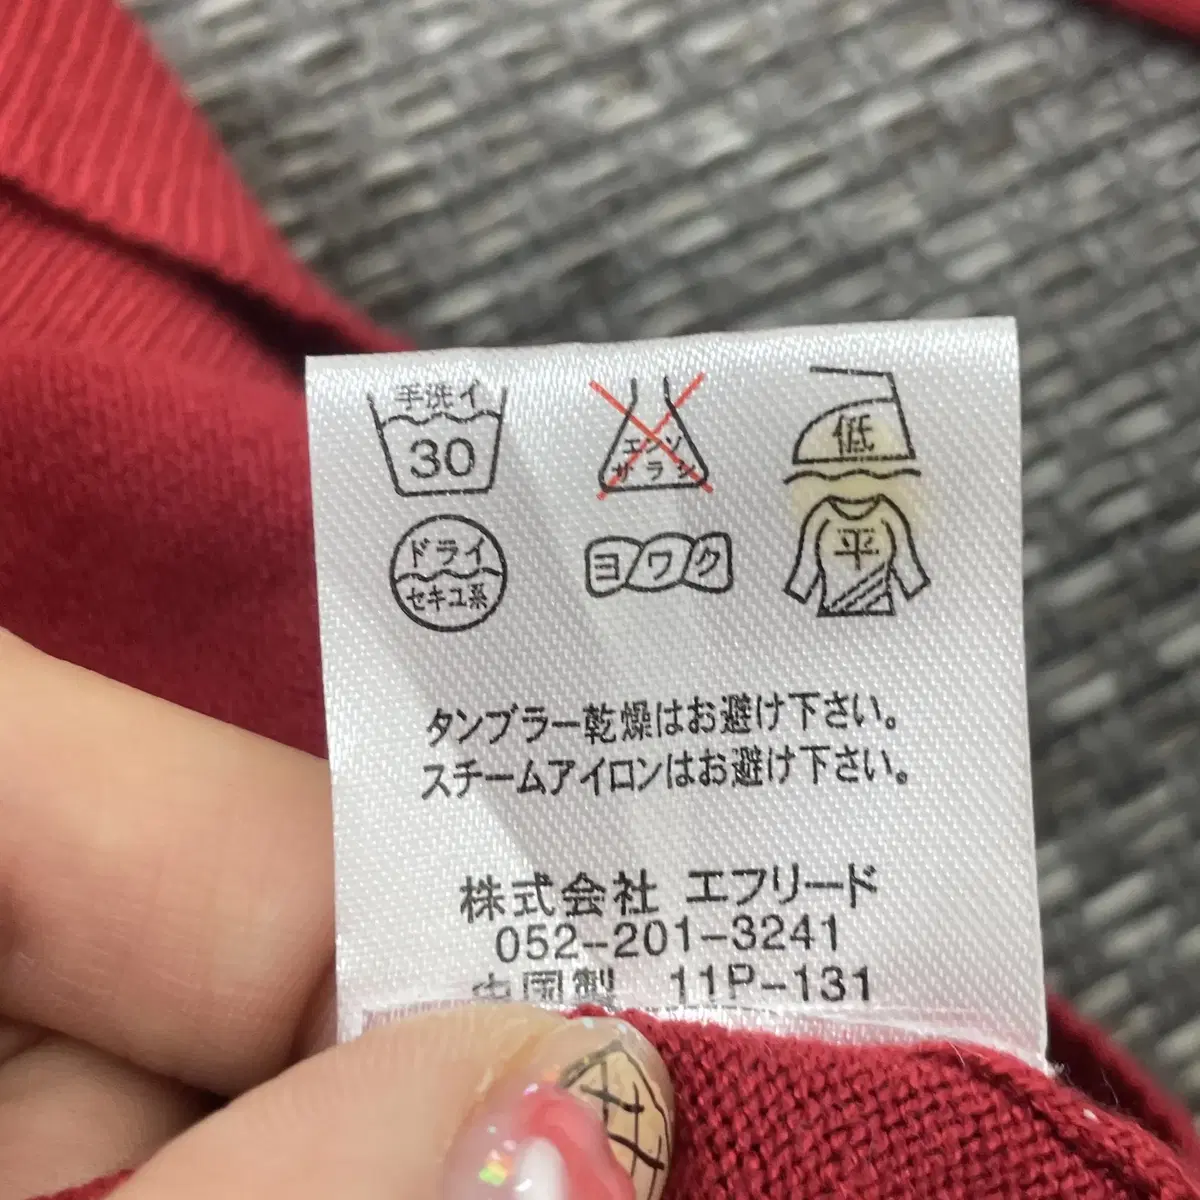 手洗イ
30
エンソ
サラシ
低
ドライ
セキユ系
ヨワク
平
タンブラー乾燥はお避け下さい。
スチームアイロンはお避け下さい。
株式会社 エフリード
052-201-3241
中国製 11P-131